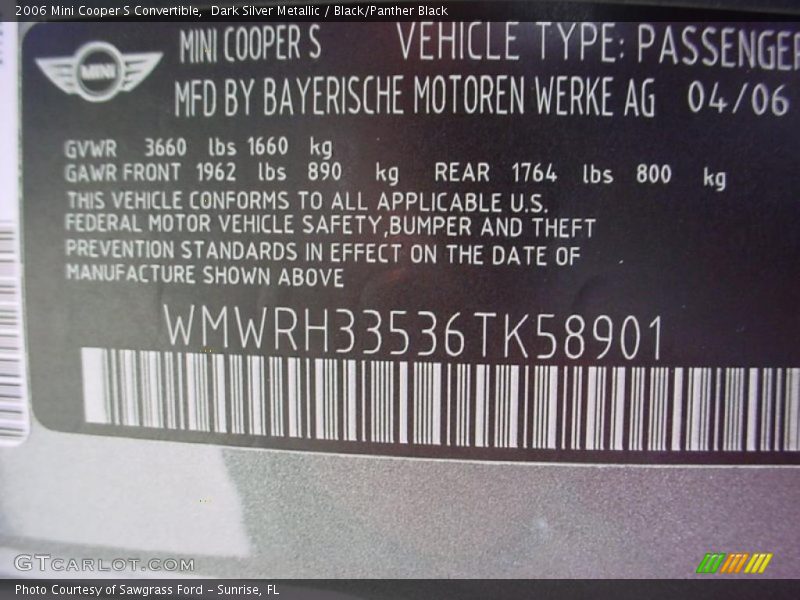 2006 Mini Cooper S Convertible, Dark Silver Metallic / Black/Panther Black
MINI
MINI COOPER S VEHICLE TYPE: PASSENGER
MFD BY BAYERISCHE MOTOREN WERKE AG 04/06
GVWR 3660 lbs 1660 kg
GAWR FRONT 1962 lbs 890 kg REAR 1764 lbs 800 kg
THIS VEHICLE CONFORMS TO ALL APPLICABLE U.S.
FEDERAL MOTOR VEHICLE SAFETY,BUMPER AND THEFT
PREVENTION STANDARDS IN EFFECT ON THE DATE OF
MANUFACTURE SHOWN ABOVE
WMWRH33536TK58901
GTCARLOT.COM
Photo Courtesy of Sawgrass Ford - Sunrise, FL